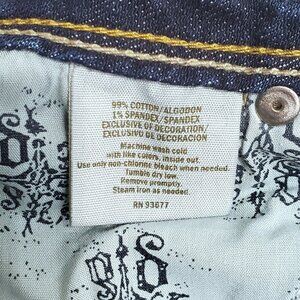 99% COTTON/ALGODON
1% SPANDEX/SPANDEX
EXCLUSIVE OF DECORATION/
EXCLUSIVO DE DECORACION
Machine wash cold
with like colors, inside out.
Use only non-chlorine bleach when needed.
Tumble dry low.
Remove promptly.
Steam iron as needed.
RN 93677